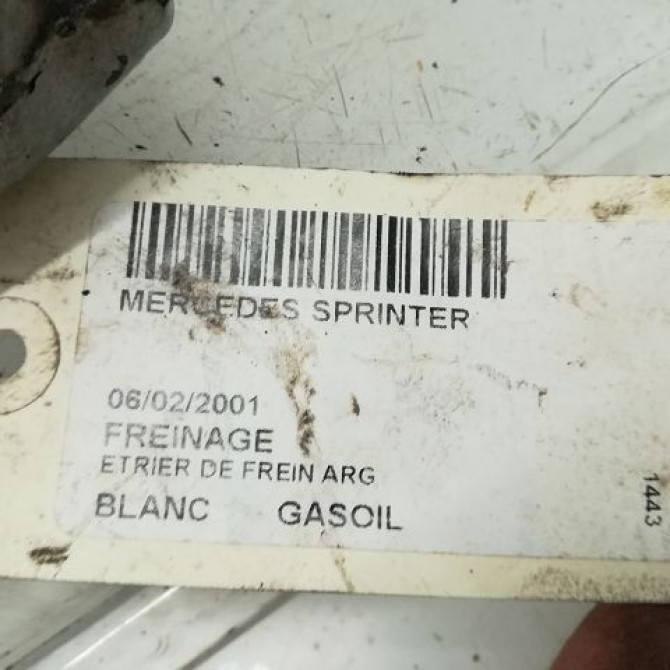 MERCEDES SPRINTER
06/02/2001
FREINAGE
ETRIER DE FREIN ARG
BLANC GASOIL
1443